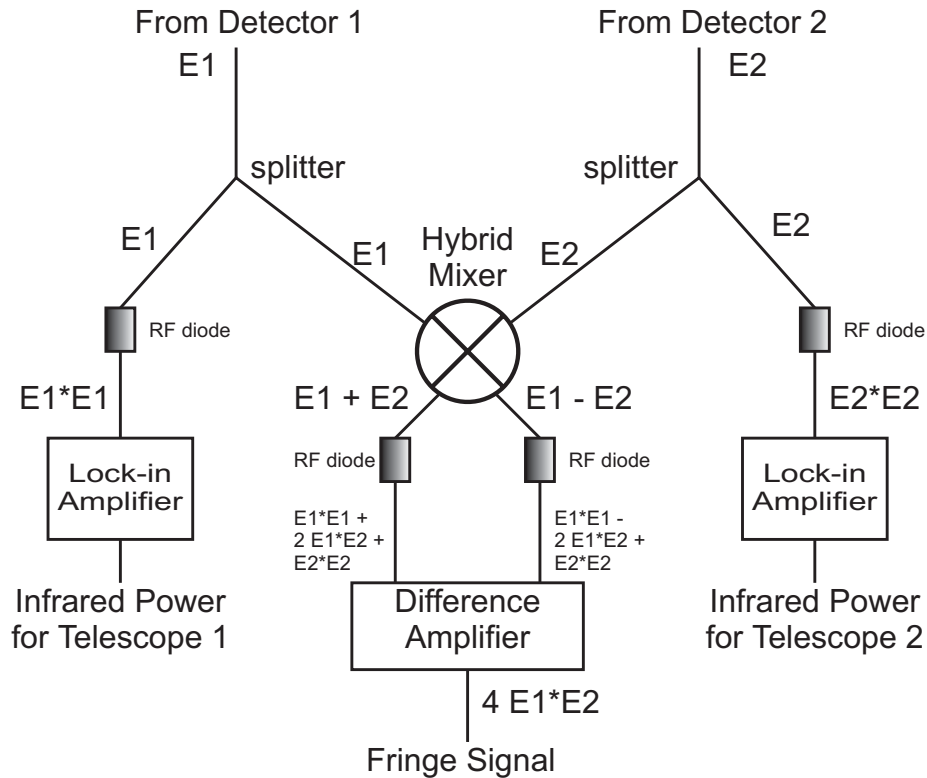 From Detector 1
From Detector 2
E1
E2
splitter
splitter
E1
E1
Hybrid
Mixer
E2
E2
RF diode
RF diode
E1*E1
E1 + E2
E1 - E2
E2*E2
RF diode
RF diode
Lock-in
Amplifier
Lock-in
Amplifier
E1*E1 +
2 E1*E2 +
E2*E2
E1*E1 -
2 E1*E2 +
E2*E2
Infrared Power
for Telescope 1
Difference
Amplifier
Infrared Power
for Telescope 2
4 E1*E2
Fringe Signal